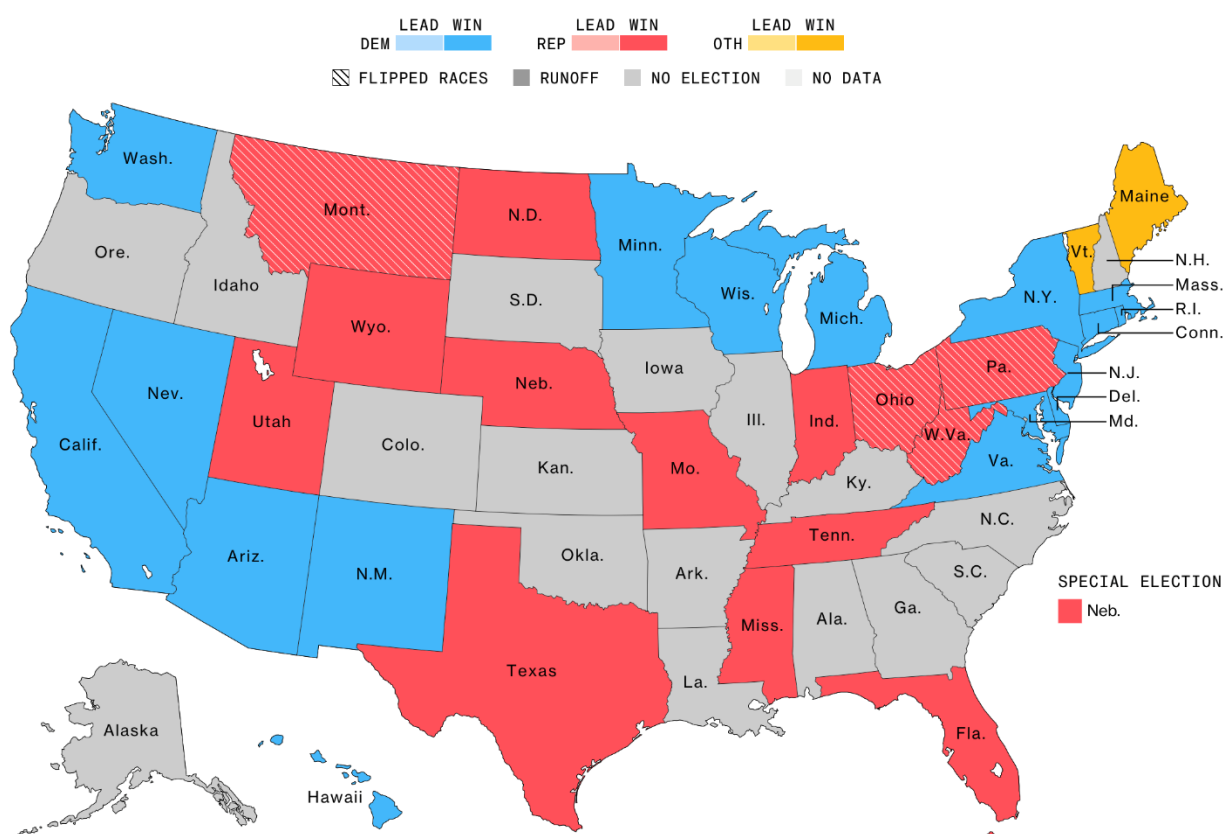 LEAD WIN LEAD WIN LEAD WIN
DEM REP OTH
FLIPPED RACES RUNOFF NO ELECTION NO DATA
Wash.
Mont.
N.D.
Minn.
Maine
Ore.
Idaho
S.D.
Wis.
Mich.
N.Y.
Vt.
N.H.
Mass.
R.I.
Conn.
Wyo.
Iowa
Neb.
Pa.
N.J.
Nev.
Utah
Ill.
Ind.
Ohio
Del.
Md.
Calif.
Colo.
Kan.
Mo.
W.Va.
Va.
Ky.
Ariz.
N.M.
Okla.
Ark.
Tenn.
N.C.
S.C.
SPECIAL ELECTION
Neb.
Miss.
Ala.
Ga.
Texas
La.
Fla.
Alaska
Hawaii